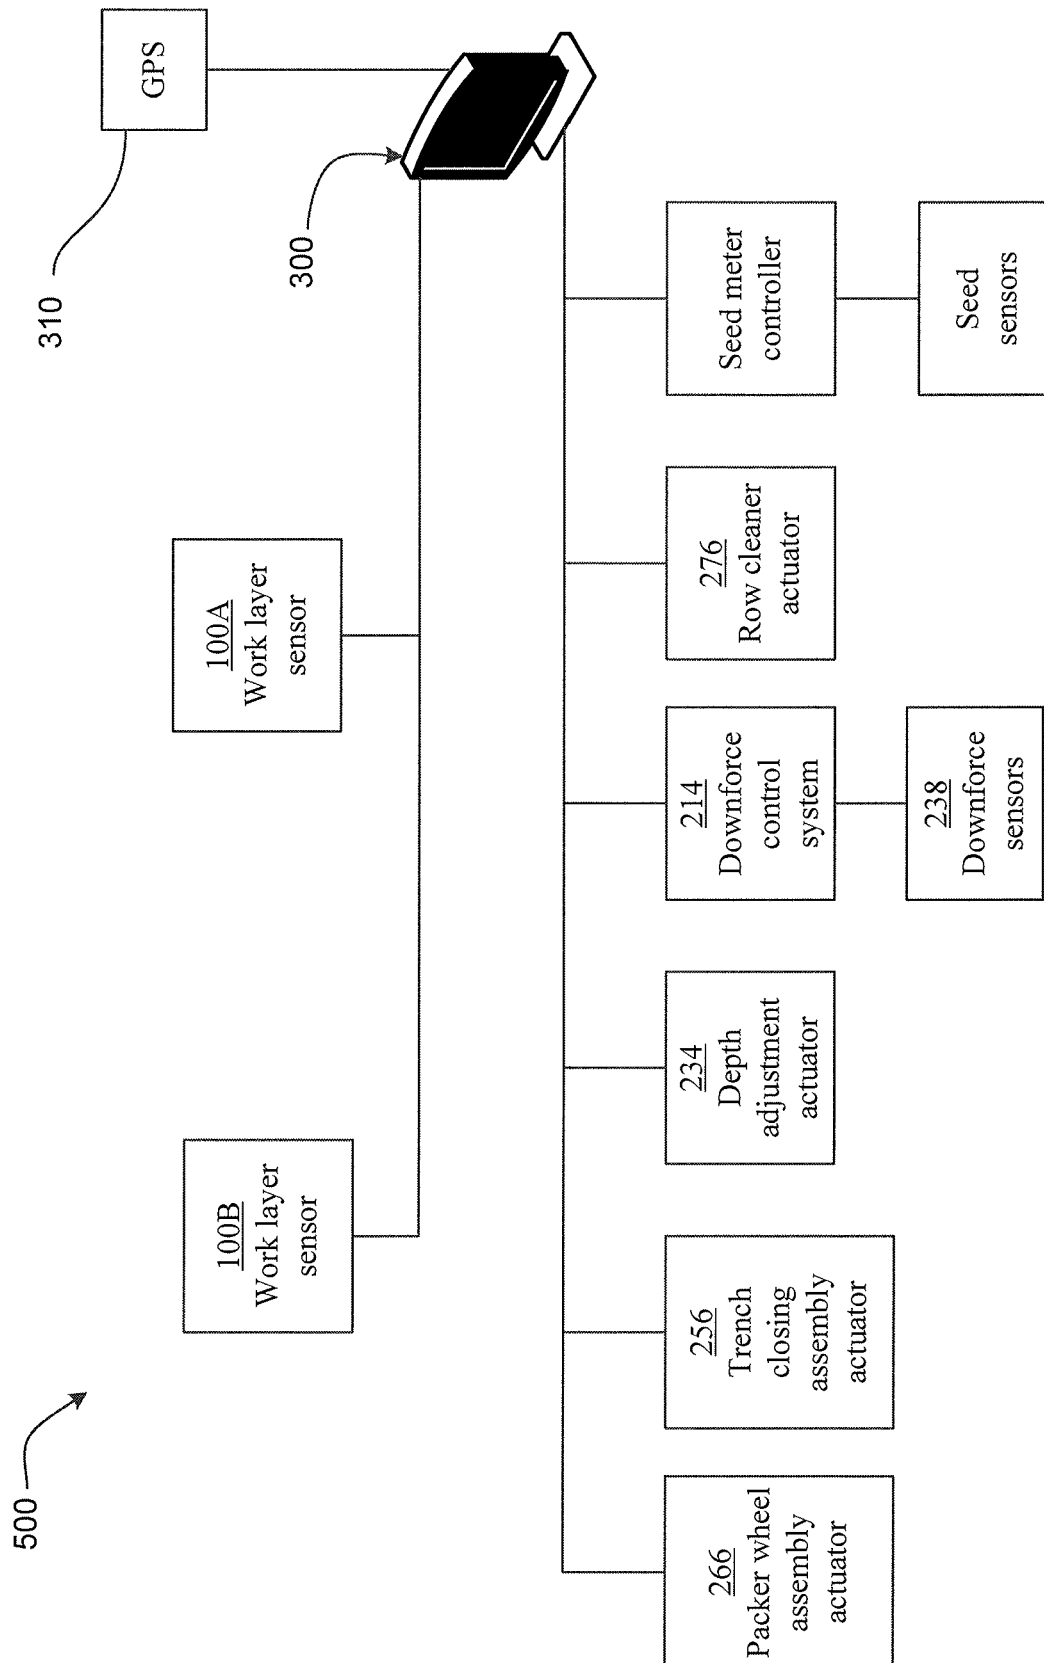 500
310
GPS
300
100B
Work layer
sensor
100A
Work layer
sensor
266
Packer wheel
assembly
actuator
256
Trench
closing
assembly
actuator
234
Depth
adjustment
actuator
214
Downforce
control
system
276
Row cleaner
actuator
Seed meter
controller
238
Downforce
sensors
Seed
sensors